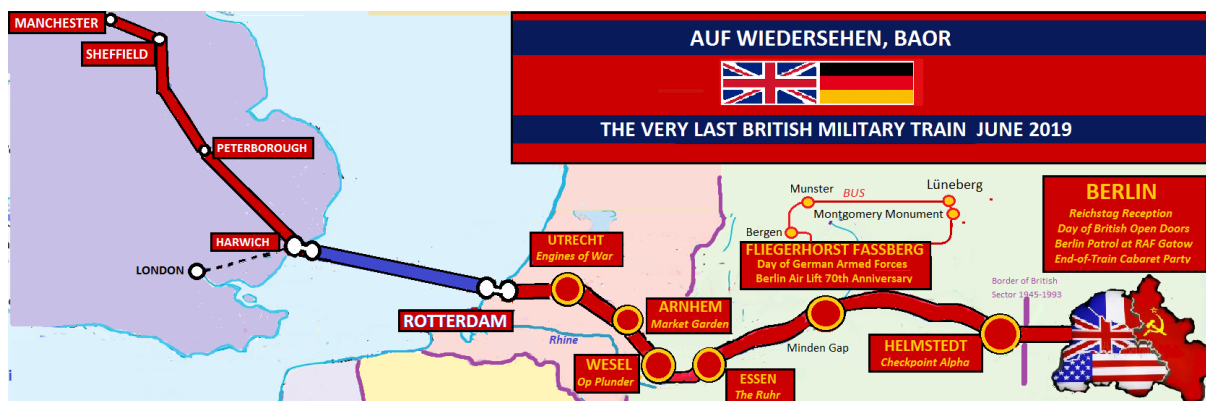 AUF WIEDERSEHEN, BAOR
THE VERY LAST BRITISH MILITARY TRAIN JUNE 2019
MANCHESTER
SHEFFIELD
PETERBOROUGH
HARWICH
LONDON
ROTTERDAM
UTRECHT
Engines of War
ARNHEM
Market Garden
Rhine
WESEL
Op Plunder
ESSEN
The Ruhr
Minden Gap
Munster
BUS
Lüneberg
Montgomery Monument
Bergen
FLIEGERHORST FASSBERG
Day of German Armed Forces
Berlin Air Lift 70th Anniversary
HELMSTEDT
Checkpoint Alpha
Border of British
Sector 1945-1993
BERLIN
Reichstag Reception
Day of British Open Doors
Berlin Patrol at RAF Gatow
End-of-Train Cabaret Party